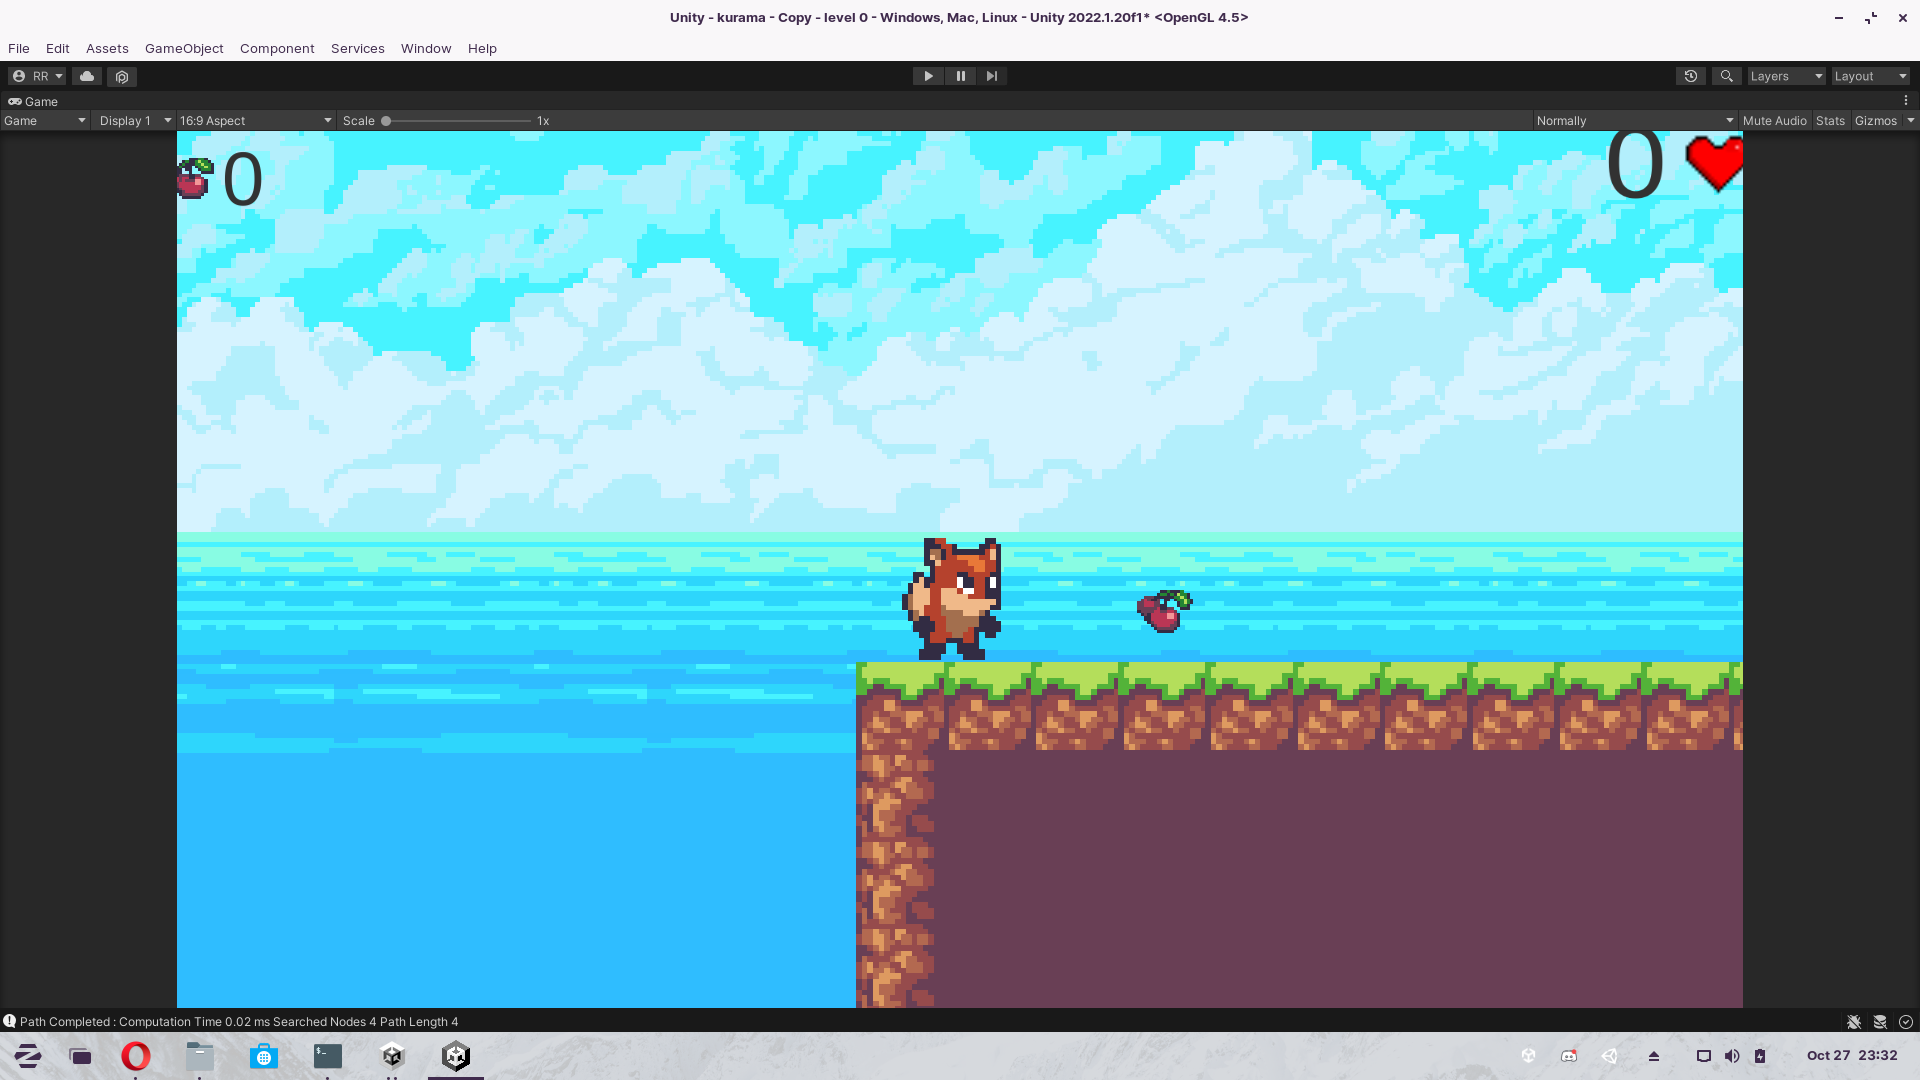 Unity - kurama - Copy - level 0 - Windows, Mac, Linux - Unity 2022.1.20f1* <OpenGL 4.5>
File Edit Assets GameObject Component Services Window Help
RR Layers Layout
Game
Game Display 1 16:9 Aspect Scale 1x Normally Mute Audio Stats Gizmos
0 0
Path Completed : Computation Time 0.02 ms Searched Nodes 4 Path Length 4
Oct 27 23:32